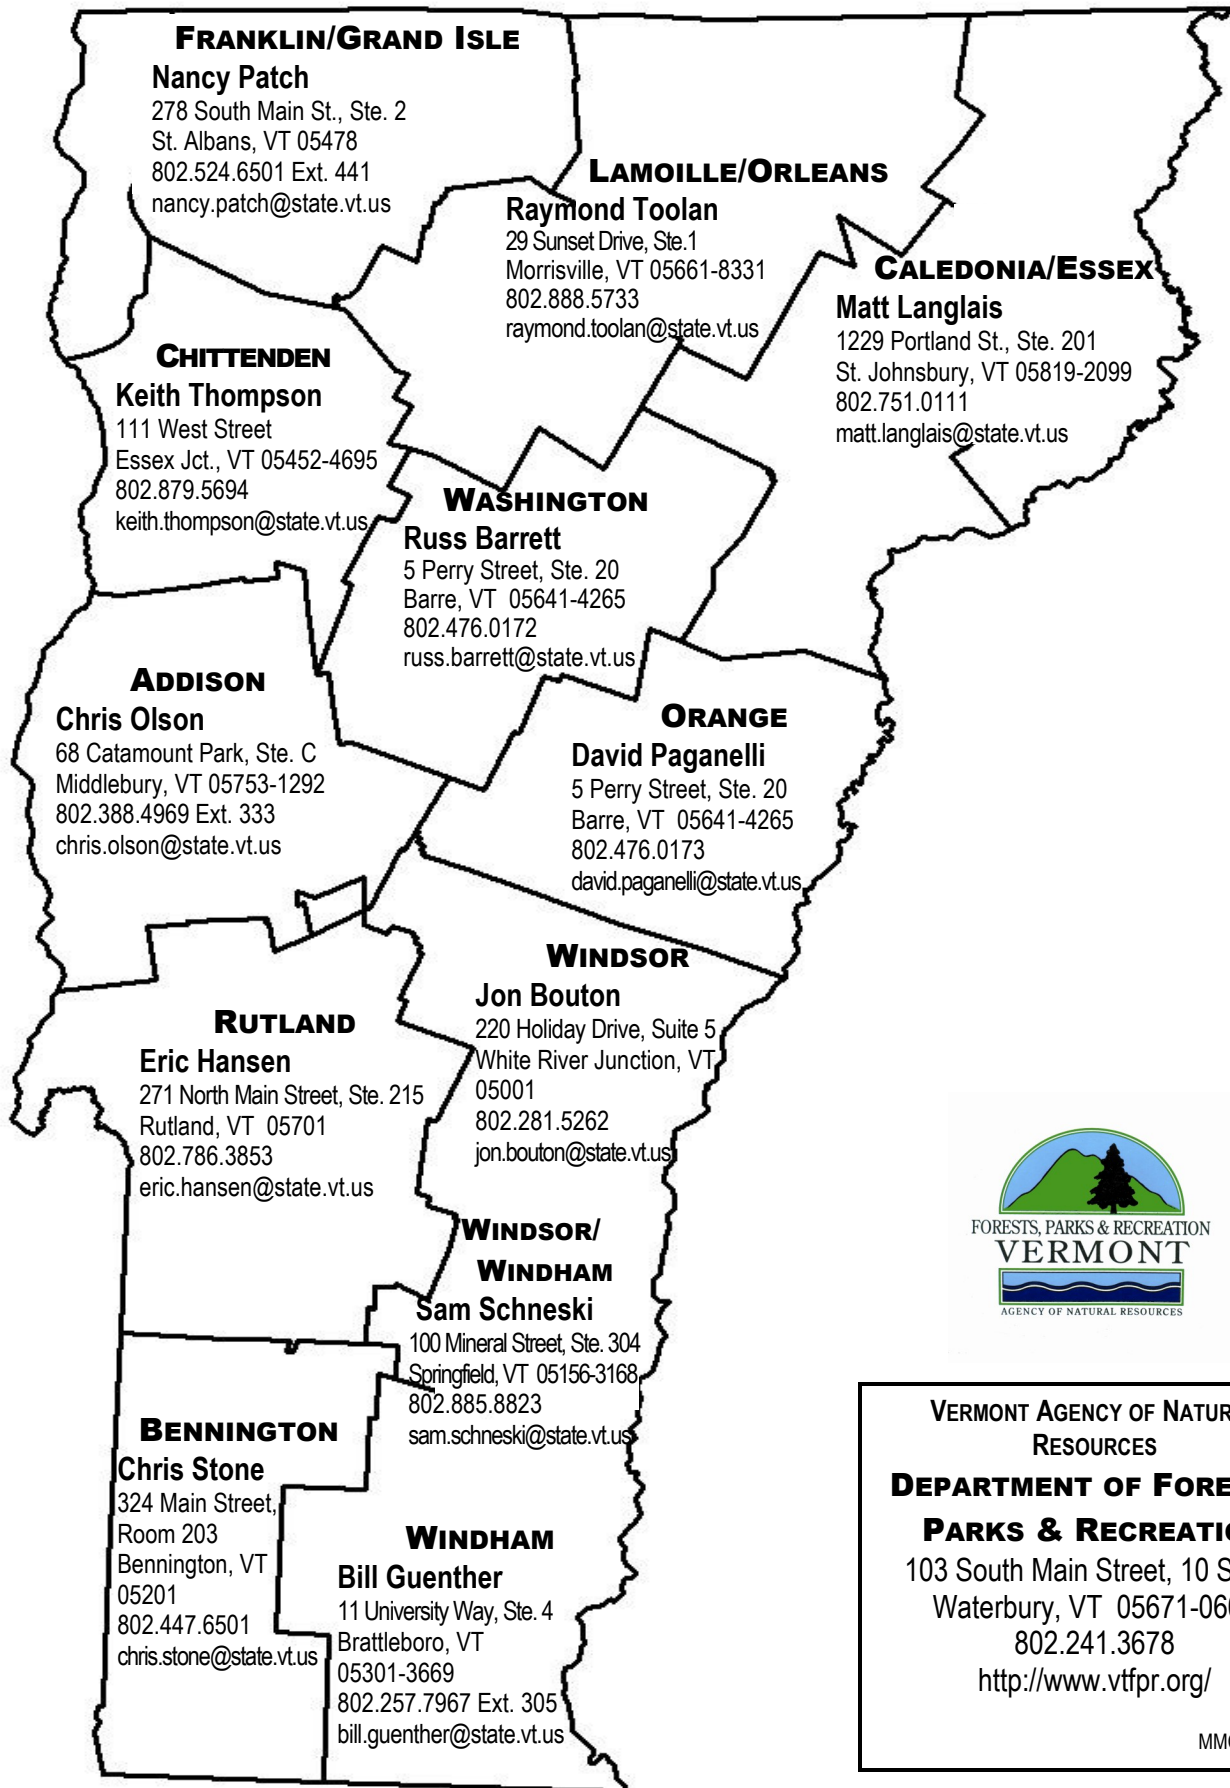 FRANKLIN/GRAND ISLE
Nancy Patch
278 South Main St., Ste. 2
St. Albans, VT 05478
802.524.6501 Ext. 441
nancy.patch@state.vt.us
LAMOILLE/ORLEANS
Raymond Toolan
29 Sunset Drive, Ste.1
Morrisville, VT 05661-8331
802.888.5733
raymond.toolan@state.vt.us
CALEDONIA/ESSEX
Matt Langlais
1229 Portland St., Ste. 201
St. Johnsbury, VT 05819-2099
802.751.0111
matt.langlais@state.vt.us
CHITTENDEN
Keith Thompson
111 West Street
Essex Jct., VT 05452-4695
802.879.5694
keith.thompson@state.vt.us
WASHINGTON
Russ Barrett
5 Perry Street, Ste. 20
Barre, VT 05641-4265
802.476.0172
russ.barrett@state.vt.us
ADDISON
Chris Olson
68 Catamount Park, Ste. C
Middlebury, VT 05753-1292
802.388.4969 Ext. 333
chris.olson@state.vt.us
ORANGE
David Paganelli
5 Perry Street, Ste. 20
Barre, VT 05641-4265
802.476.0173
david.paganelli@state.vt.us
WINDSOR
Jon Bouton
220 Holiday Drive, Suite 5
White River Junction, VT
05001
802.281.5262
jon.bouton@state.vt.us
RUTLAND
Eric Hansen
271 North Main Street, Ste. 215
Rutland, VT 05701
802.786.3853
eric.hansen@state.vt.us
WINDSOR/
WINDHAM
Sam Schneski
100 Mineral Street, Ste. 304
Springfield, VT 05156-3168
802.885.8823
sam.schneski@state.vt.us
BENNINGTON
Chris Stone
324 Main Street,
Room 203
Bennington, VT
05201
802.447.6501
chris.stone@state.vt.us
WINDHAM
Bill Guenther
11 University Way, Ste. 4
Brattleboro, VT
05301-3669
802.257.7967 Ext. 305
bill.guenther@state.vt.us
FORESTS, PARKS & RECREATION
VERMONT
AGENCY OF NATURAL RESOURCES
VERMONT AGENCY OF
RESOURCES
DEPARTMENT OF
PARKS &
103 South Main Street, 10
Waterbury, VT
802.241.3678
http://www.vtfpr.org/